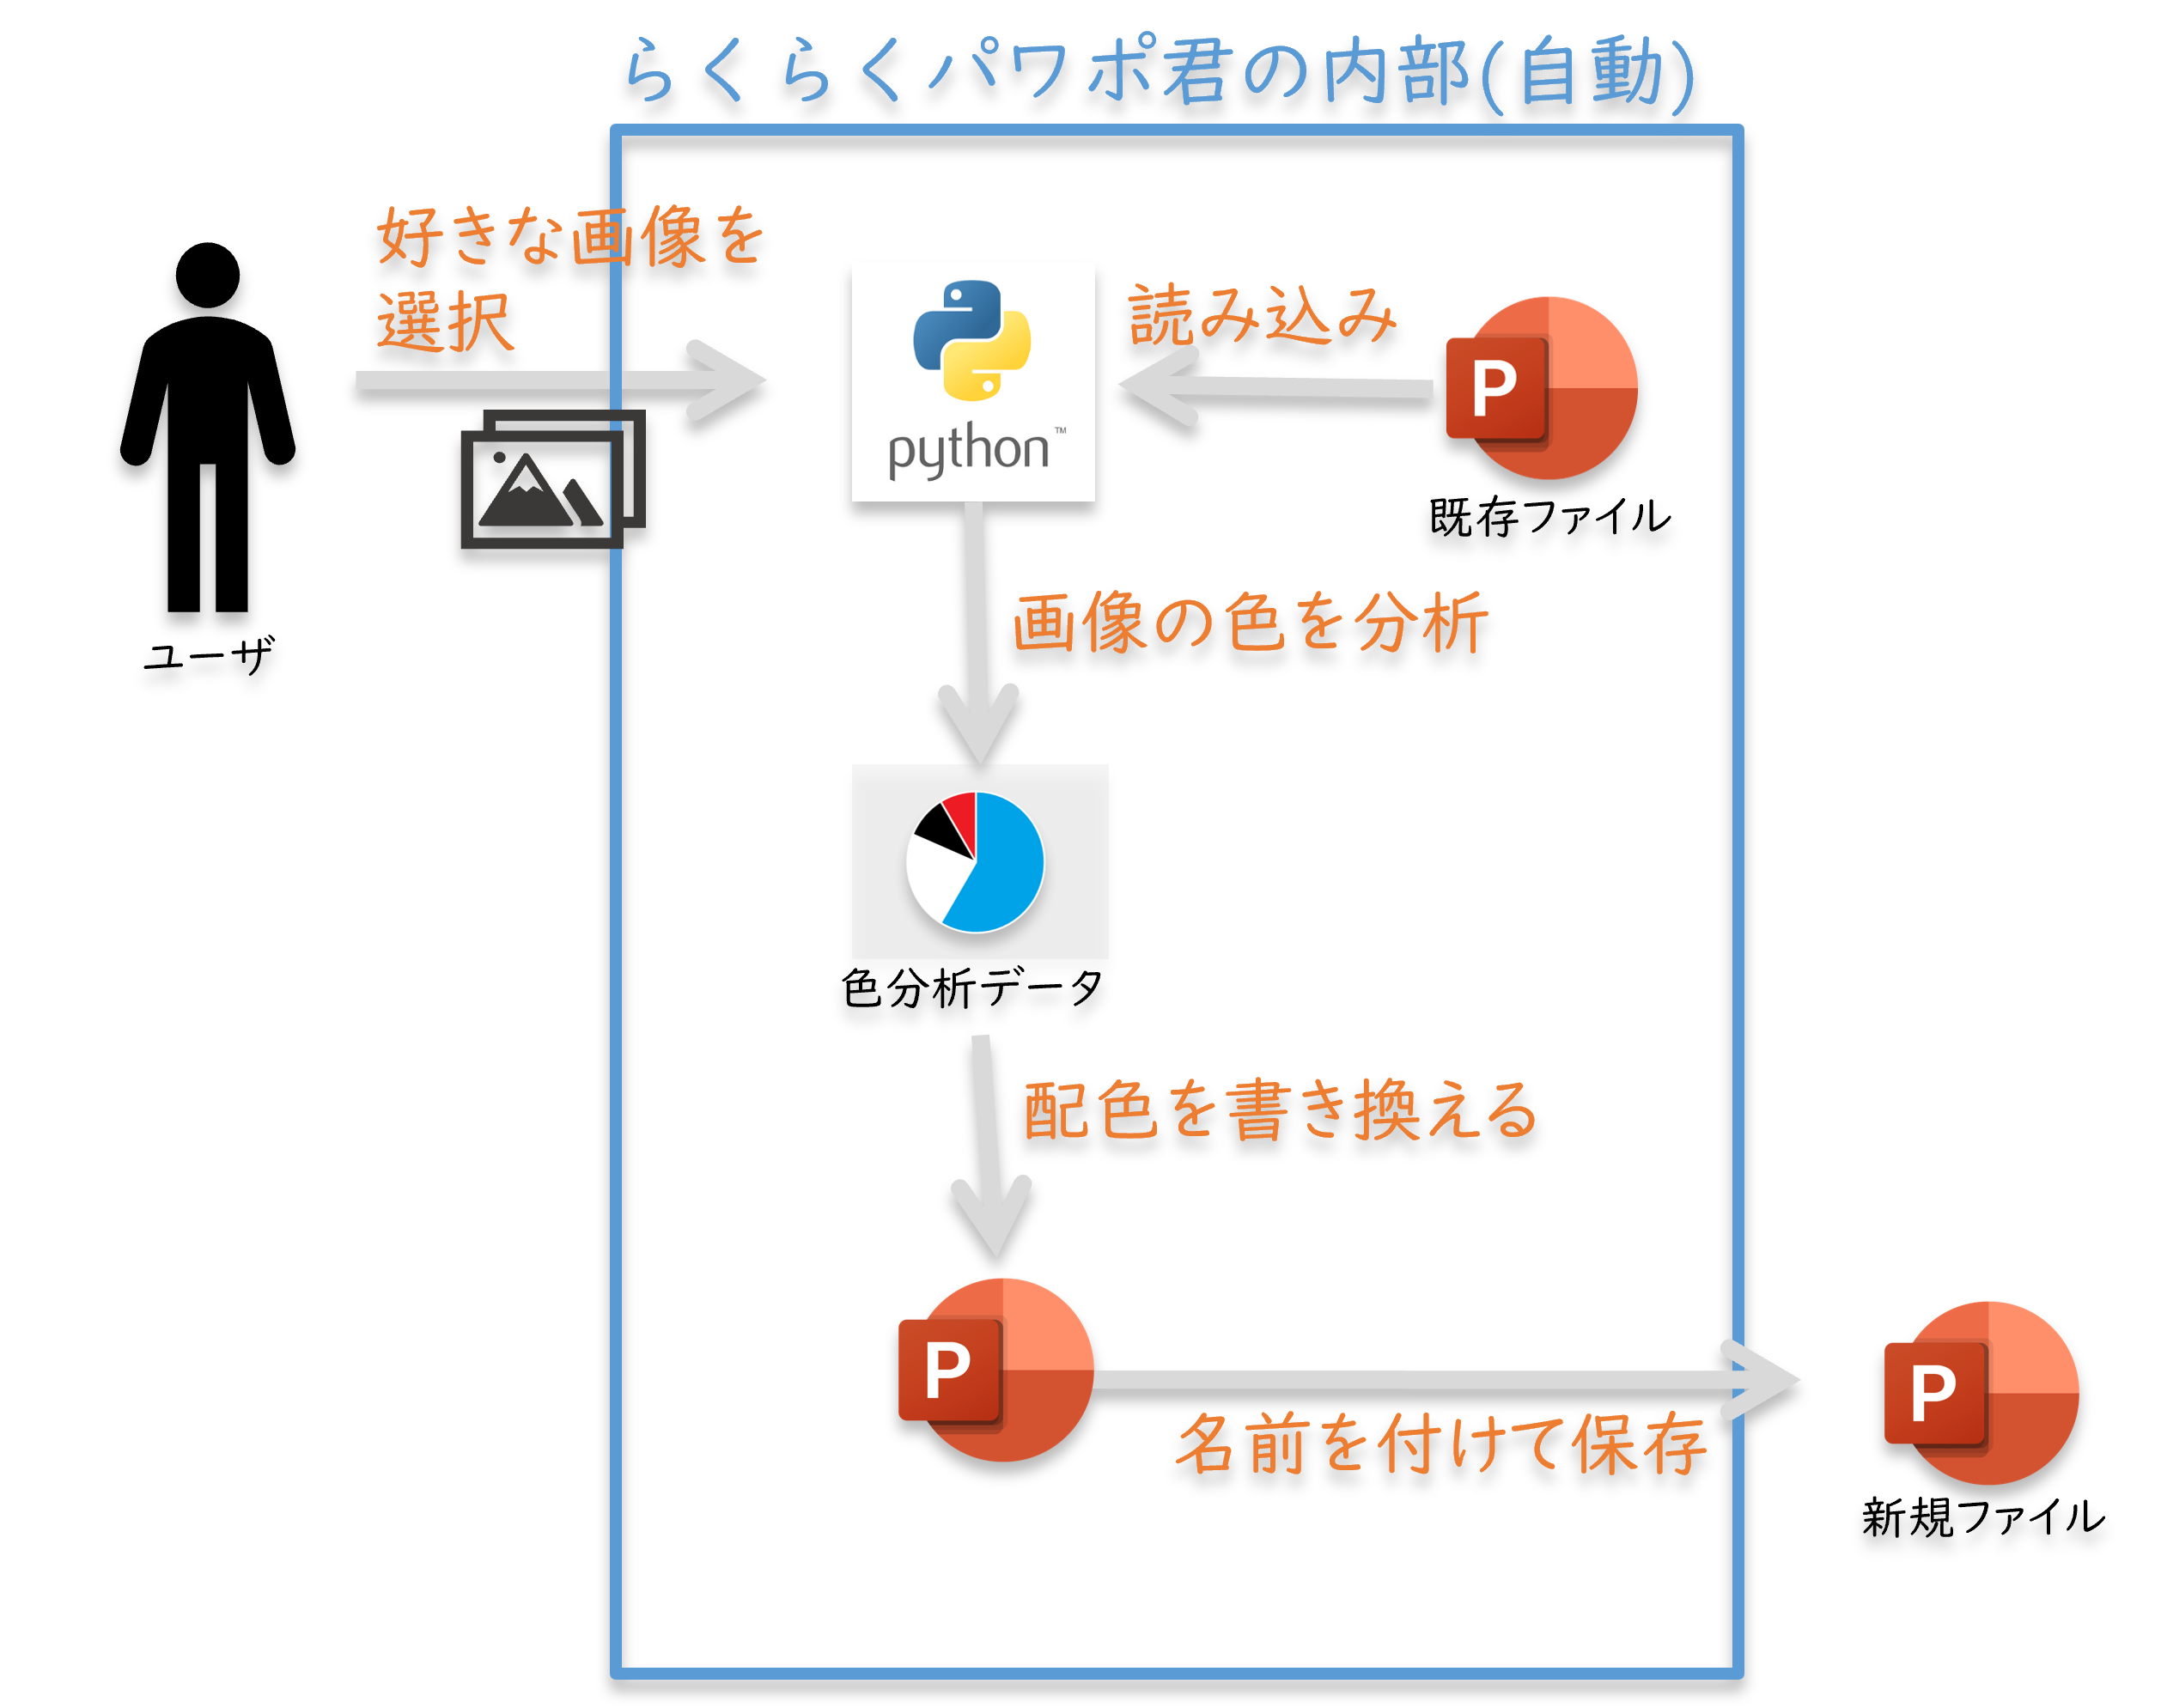 らくらくパワポ君の内部(自動)
好きな画像を
選択
読み込み
python™
P
既存ファイル
ユーザ
画像の色を分析
色分析データ
配色を書き換える
P
名前を付けて保存
P
新規ファイル